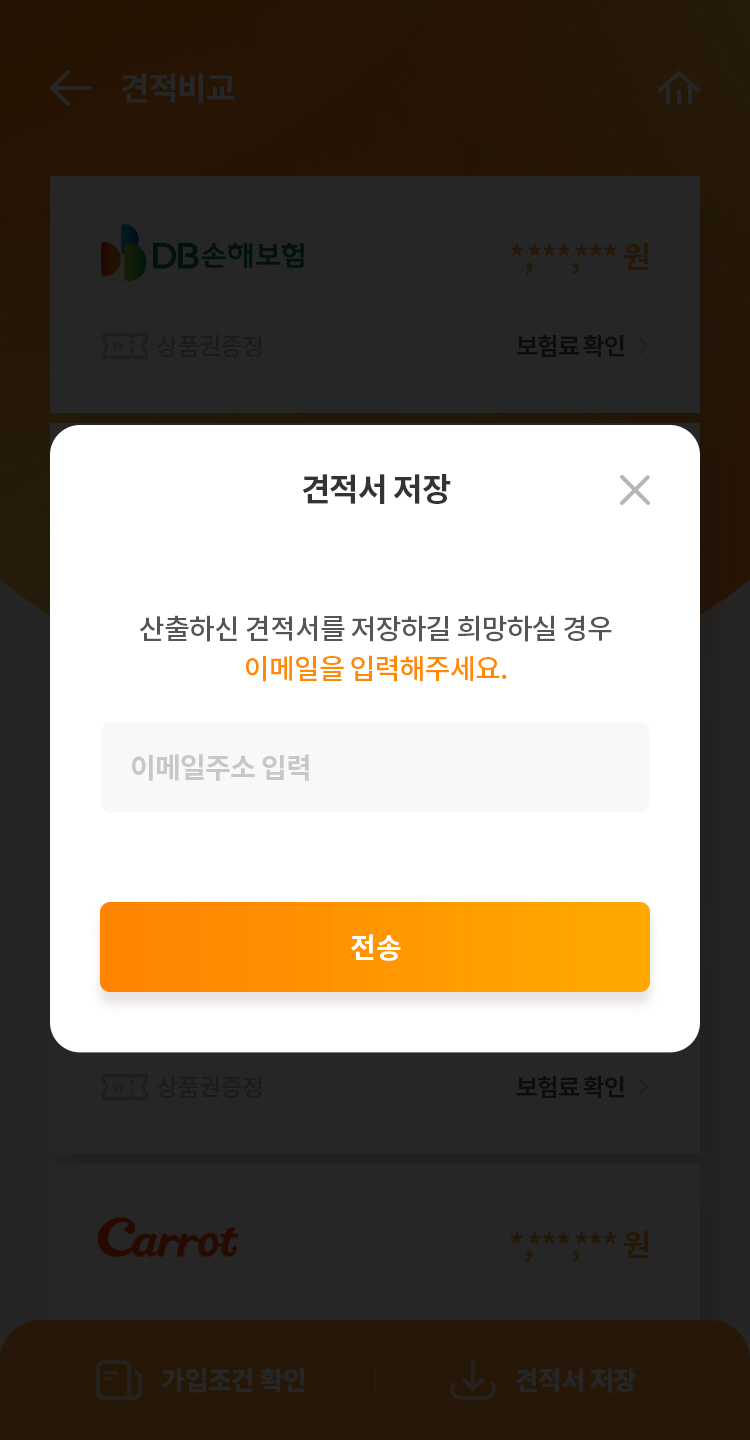 견적비교
DB손해보험
*,***,*** 원
상품권증정
보험료 확인
견적서 저장
산출하신 견적서를 저장하길 희망하실 경우
이메일을 입력해주세요.
이메일주소 입력
전송
상품권증정
보험료 확인
Carrot
*,***,*** 원
가입조건 확인
견적서 저장